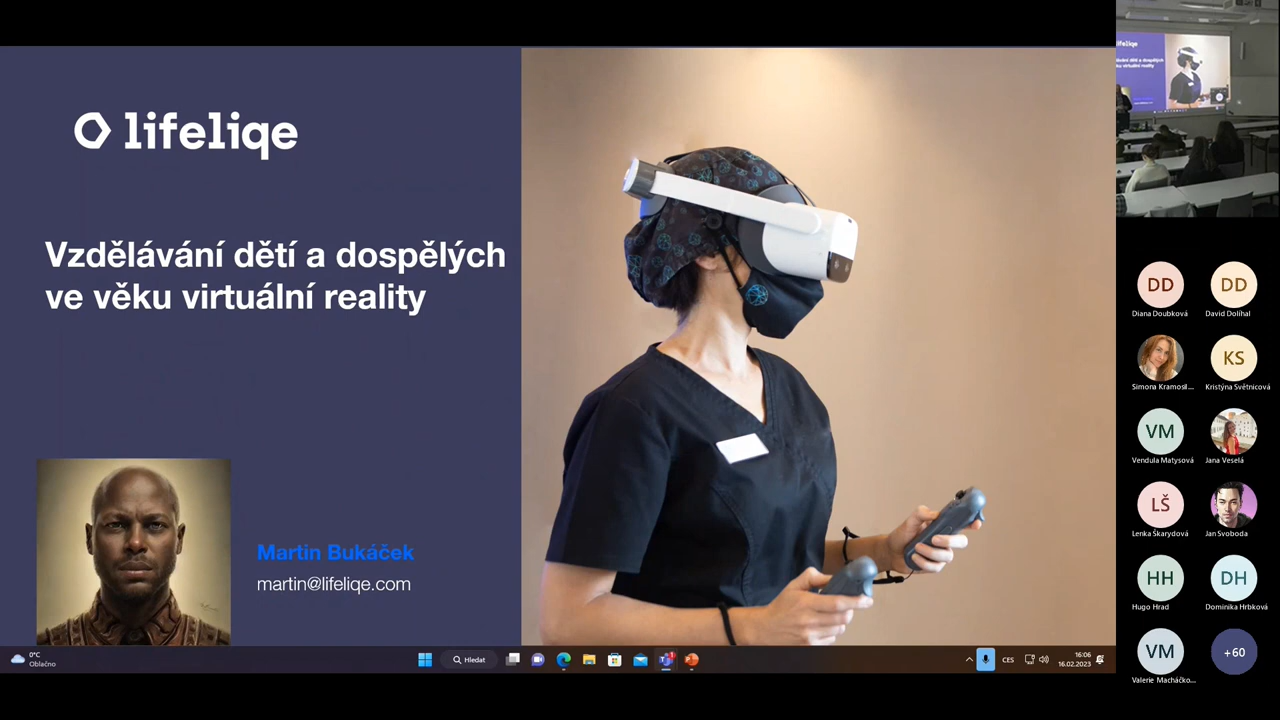 lifeliqe
Vzdělávání dětí a dospělých
ve věku virtuální reality
Martin Bukáček
martin@lifeliqe.com
0°C
Oblačno
Hledat
CES
16:06
16.02.2023
lifeliqe
DD
Diana Doubková
DD
David Dolihal
Simona Kramosil...
KS
Kristýna Světnicová
VM
Vendula Matysová
Jana Veselá
LŠ
Lenka Škarydová
Jan Svoboda
HH
Hugo Hrad
DH
Dominika Hrbková
VM
Valerie Macháčko...
+60